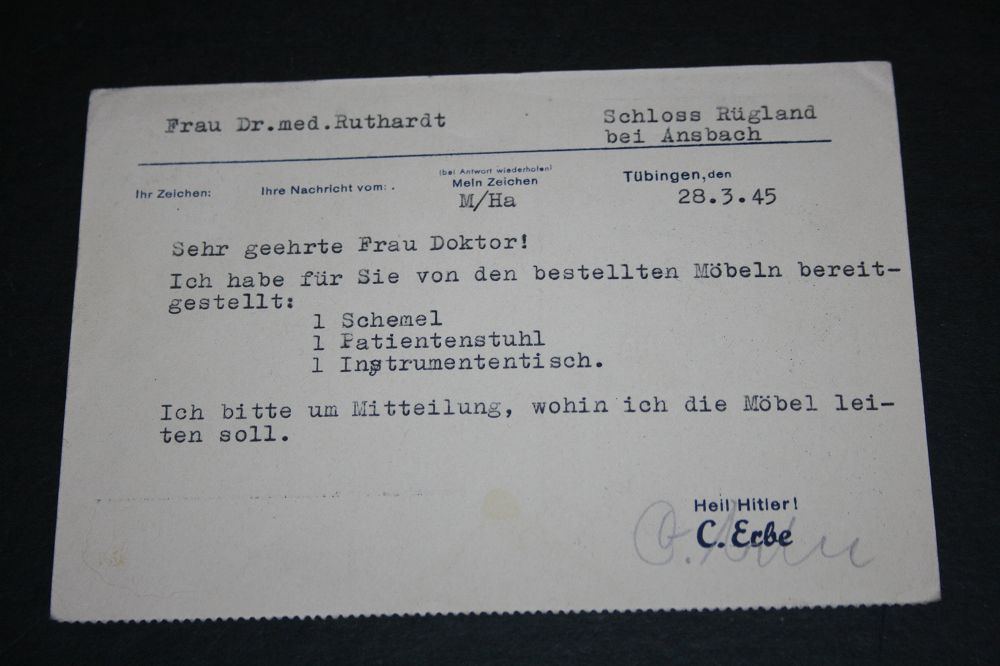 Frau Dr.med.Ruthardt
Schloss Rügland
bei Ansbach
Ihr Zeichen:
Ihre Nachricht vom: .
(bei Antwort wiederholen)
Mein Zeichen
M/Ha
Tübingen,den
28.3.45
Sehr geehrte Frau Doktor!
Ich habe für Sie von den bestellten Möbeln bereit-
gestellt:
1 Schemel
1 Patientenstuhl
1 Instrumententisch.
Ich bitte um Mitteilung, wohin ich die Möbel lei-
ten soll.
Heil Hitler!
C. Erbe